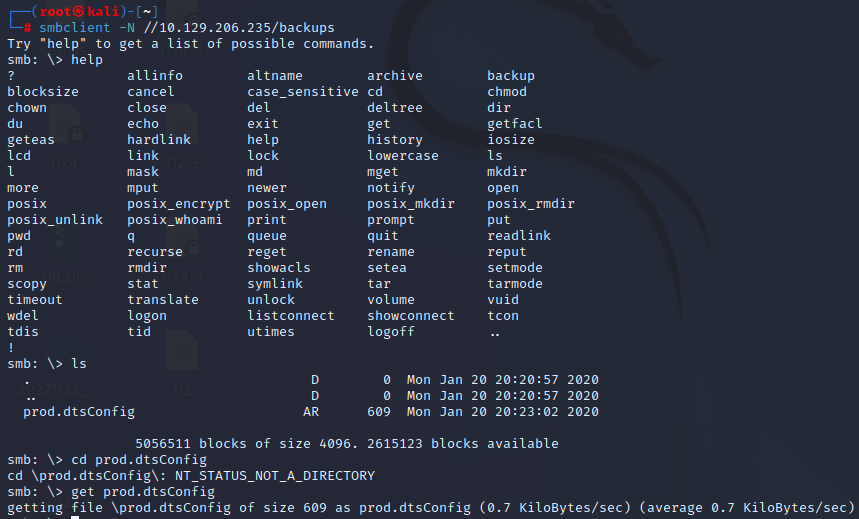 ┌──(root㉿kali)-[~]
└─# smbclient -N //10.129.206.235/backups
Try "help" to get a list of possible commands.
smb: \> help
? allinfo altname archive backup
blocksize cancel case_sensitive cd chmod
chown close del deltree dir
du echo exit get getfacl
geteas hardlink help history iosize
lcd link lock lowercase ls
l mask md mget mkdir
more mput newer notify open
posix posix_encrypt posix_open posix_mkdir posix_rmdir
posix_unlink posix_whoami print prompt put
pwd q queue quit readlink
rd recurse reget rename reput
rm rmdir showacls setea setmode
scopy stat symlink tar tarmode
timeout translate unlock volume vuid
wdel logon listconnect showconnect tcon
tdis tid utimes logoff ..
!
smb: \> ls
. D 0 Mon Jan 20 20:20:57 2020
.. D 0 Mon Jan 20 20:20:57 2020
prod.dtsConfig AR 609 Mon Jan 20 20:23:02 2020
5056511 blocks of size 4096. 2615123 blocks available
smb: \> cd prod.dtsConfig
cd \prod.dtsConfig\: NT_STATUS_NOT_A_DIRECTORY
smb: \> get prod.dtsConfig
getting file \prod.dtsConfig of size 609 as prod.dtsConfig (0.7 KiloBytes/sec) (average 0.7 KiloBytes/sec)